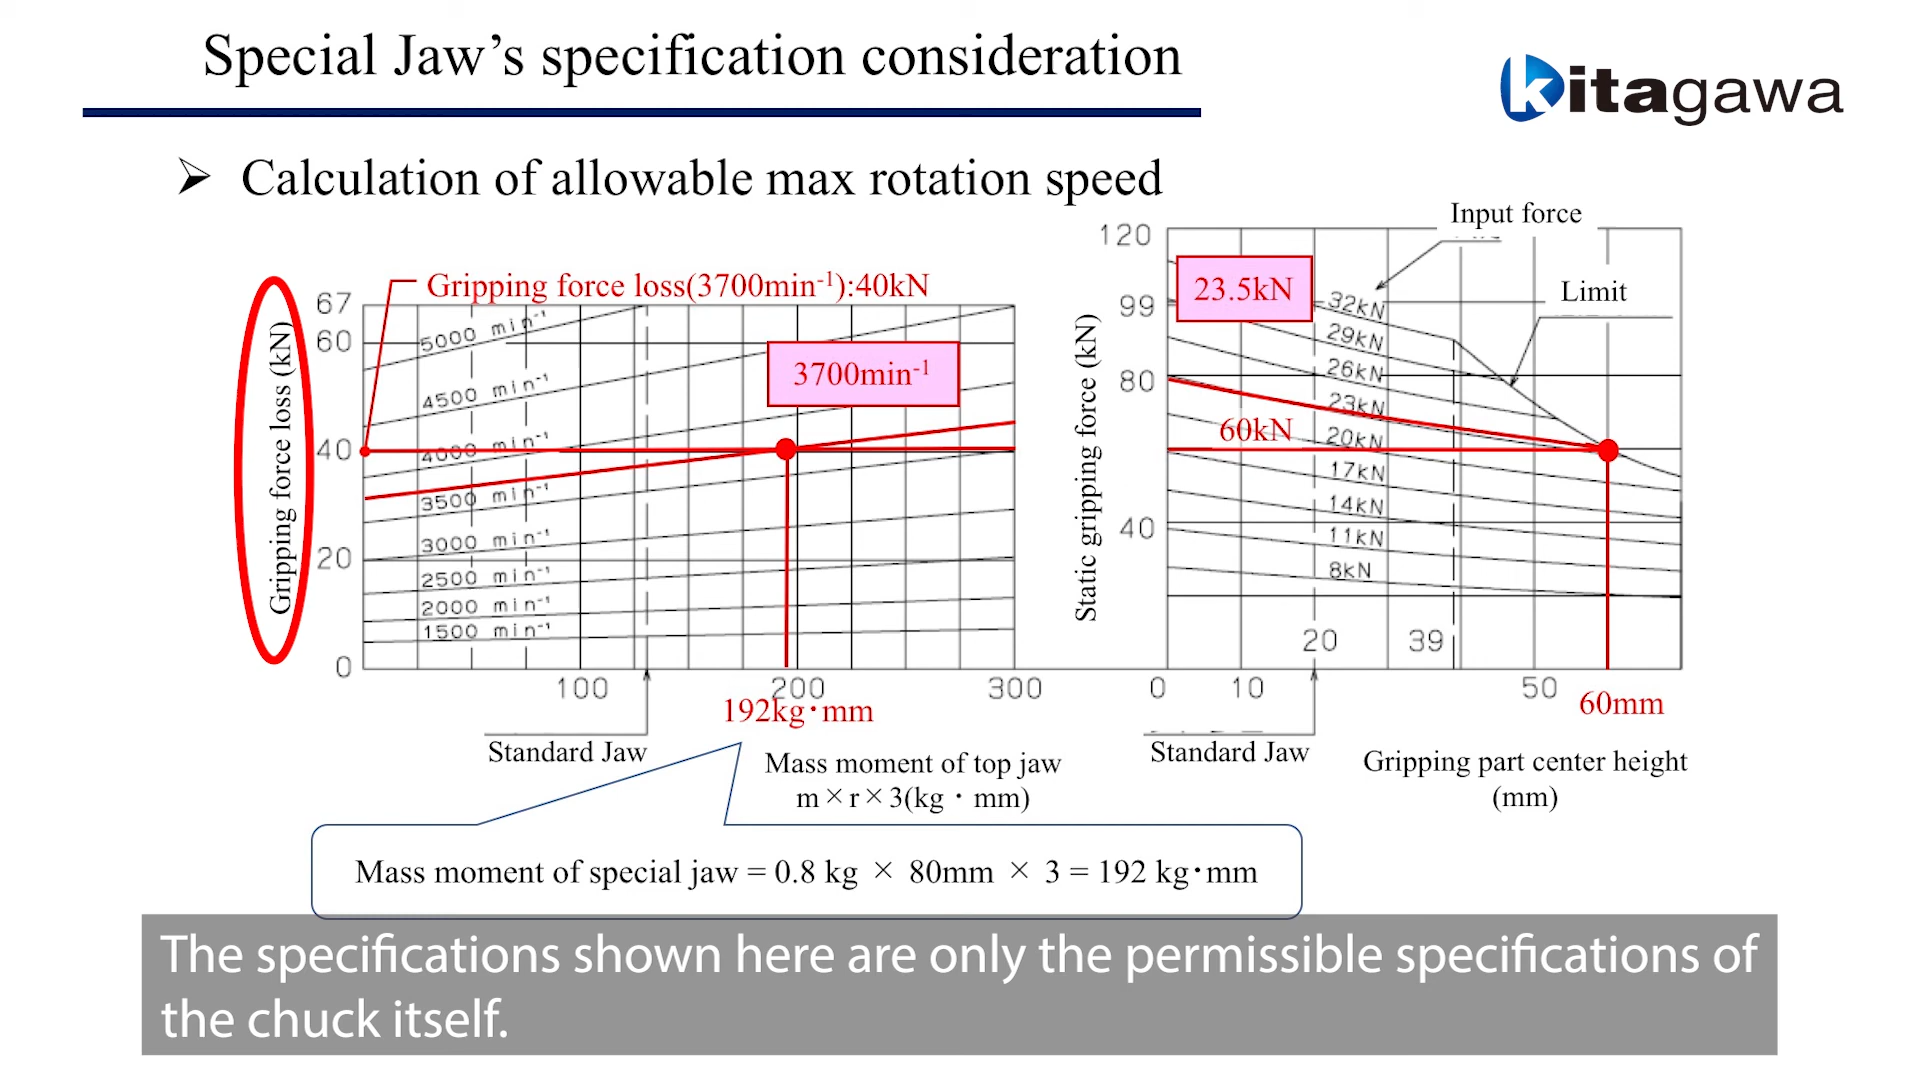 Special Jaw’s specification consideration
kitagawa
➢ Calculation of allowable max rotation speed
Gripping force loss(3700min⁻¹):40kN
Gripping force loss (kN)
67
60
40
20
0
5000 min⁻¹
4500 min⁻¹
4000 min⁻¹
3500 min⁻¹
3000 min⁻¹
2500 min⁻¹
2000 min⁻¹
1500 min⁻¹
3700min⁻¹
100
200
300
192kg・mm
Standard Jaw
Mass moment of top jaw
m×r×3(kg・mm)
Input force
Limit
Static gripping force (kN)
120
99
80
40
23.5kN
60kN
32kN
29kN
26kN
23kN
20kN
17kN
14kN
11kN
8kN
20
39
0
10
50
60mm
Standard Jaw
Gripping part center height
(mm)
Mass moment of special jaw = 0.8 kg × 80mm × 3 = 192 kg・mm
The specifications shown here are only the permissible specifications of
the chuck itself.